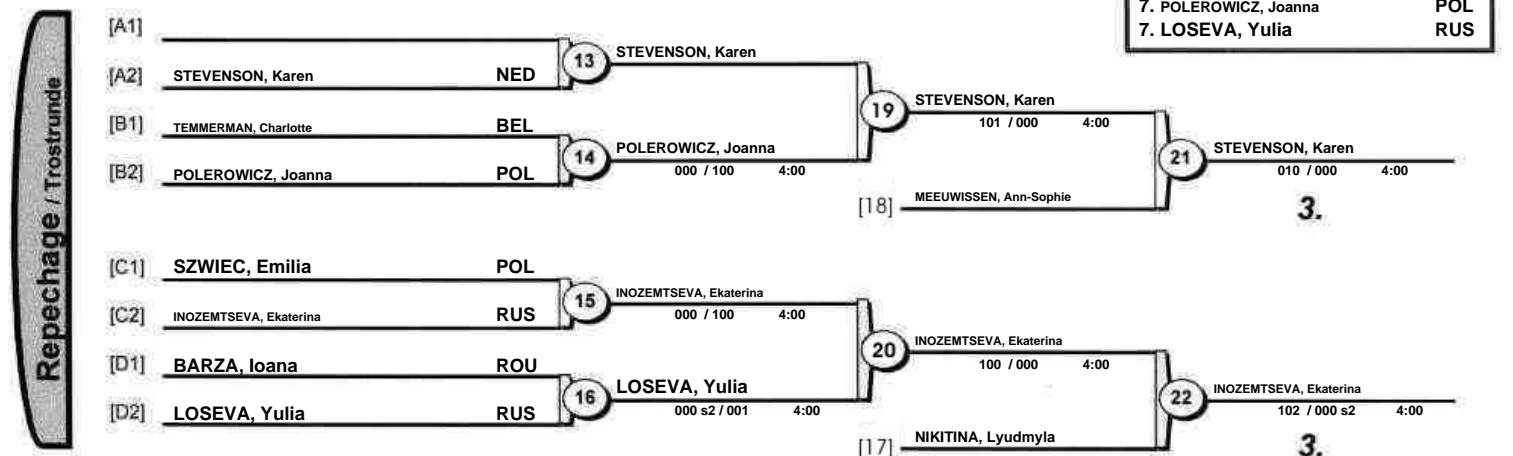 7. POLEROWICZ, Joanna POL
7. LOSEVA, Yulia RUS
Repechage / Trostrunde
[A1]
[A2] STEVENSON, Karen NED
13 STEVENSON, Karen
[B1] TEMMERMAN, Charlotte BEL
[B2] POLEROWICZ, Joanna POL
14 POLEROWICZ, Joanna
000 / 100 4:00
19 STEVENSON, Karen
101 / 000 4:00
[18] MEEUWISSEN, Ann-Sophie
21 STEVENSON, Karen
010 / 000 4:00
3.
[C1] SZWIEC, Emilia POL
[C2] INOZEMTSEVA, Ekaterina RUS
15 INOZEMTSEVA, Ekaterina
000 / 100 4:00
[D1] BARZA, Ioana ROU
[D2] LOSEVA, Yulia RUS
16 LOSEVA, Yulia
000 s2 / 001 4:00
20 INOZEMTSEVA, Ekaterina
100 / 000 4:00
[17] NIKITINA, Lyudmyla
22 INOZEMTSEVA, Ekaterina
102 / 000 s2 4:00
3.